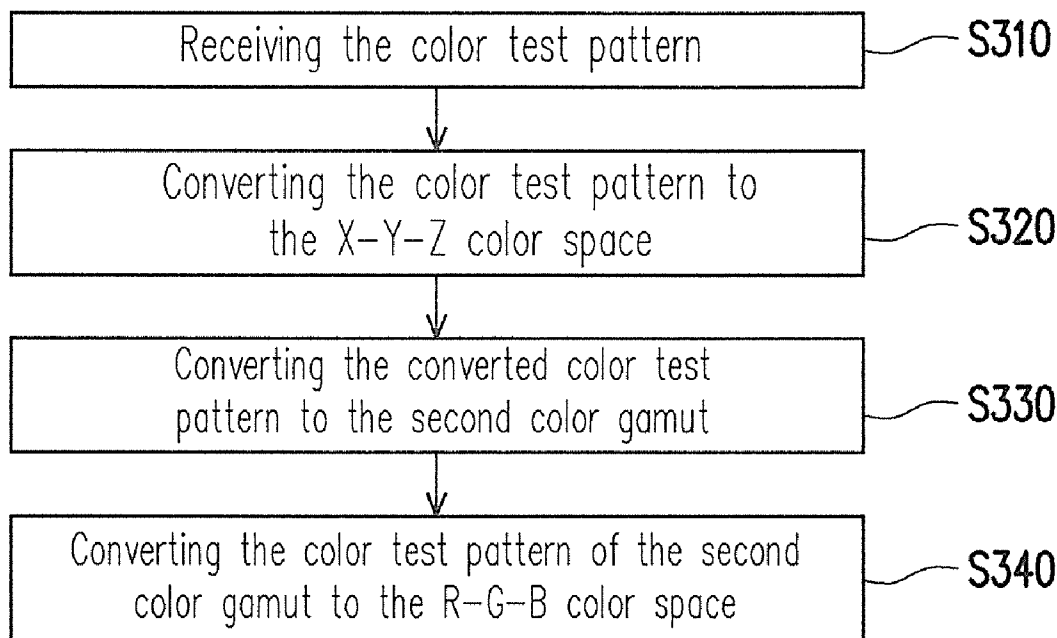 Receiving the color test pattern
S310
Converting the color test pattern to
the X-Y-Z color space
S320
Converting the converted color test
pattern to the second color gamut
S330
Converting the color test pattern of the second
color gamut to the R-G-B color space
S340